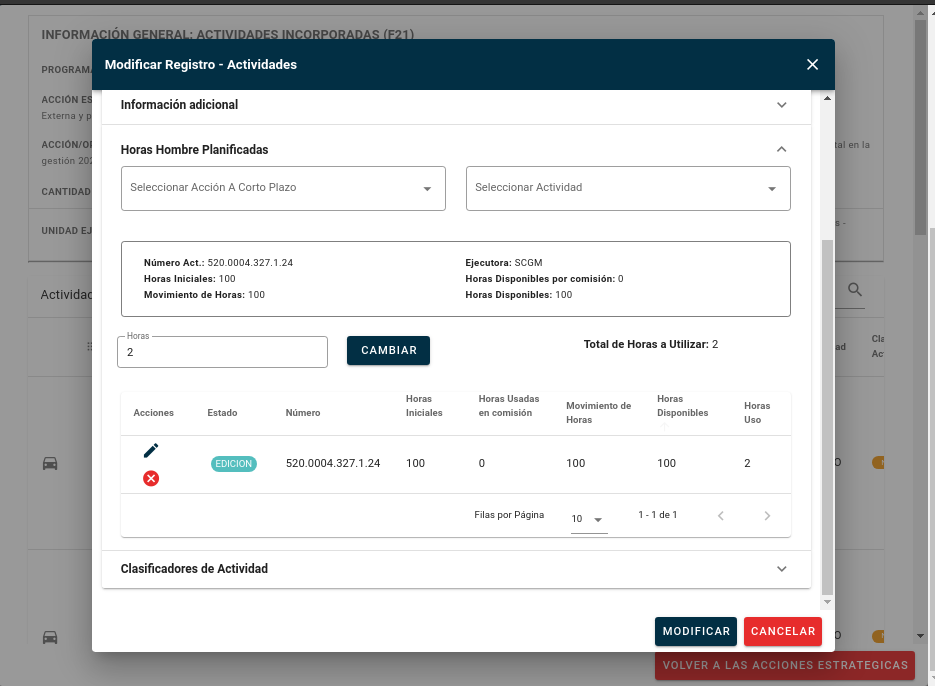 INFORMACIÓN GENERAL: ACTIVIDADES INCORPORADAS (F21)
Modificar Registro - Actividades
PROGRAMA
ACCIÓN ES
Externa y p
ACCIÓN/OP
tal en la
gestión 202
CANTIDAD
UNIDAD EJ
s -
Actividad
ad
Cla
Ac
Información adicional
Horas Hombre Planificadas
Seleccionar Acción A Corto Plazo
Seleccionar Actividad
Número Act.: 520.0004.327.1.24
Ejecutora: SCGM
Horas Iniciales: 100
Horas Disponibles por comisión: 0
Movimiento de Horas: 100
Horas Disponibles: 100
Horas
2
CAMBIAR
Total de Horas a Utilizar: 2
Acciones
Estado
Número
Horas
Iniciales
Horas Usadas
en comisión
Movimiento de
Horas
Horas
Disponibles
Horas
Uso
EDICION
520.0004.327.1.24
100
0
100
100
2
Filas por Página
10
1 - 1 de 1
Clasificadores de Actividad
MODIFICAR
CANCELAR
VOLVER A LAS ACCIONES ESTRATEGICAS